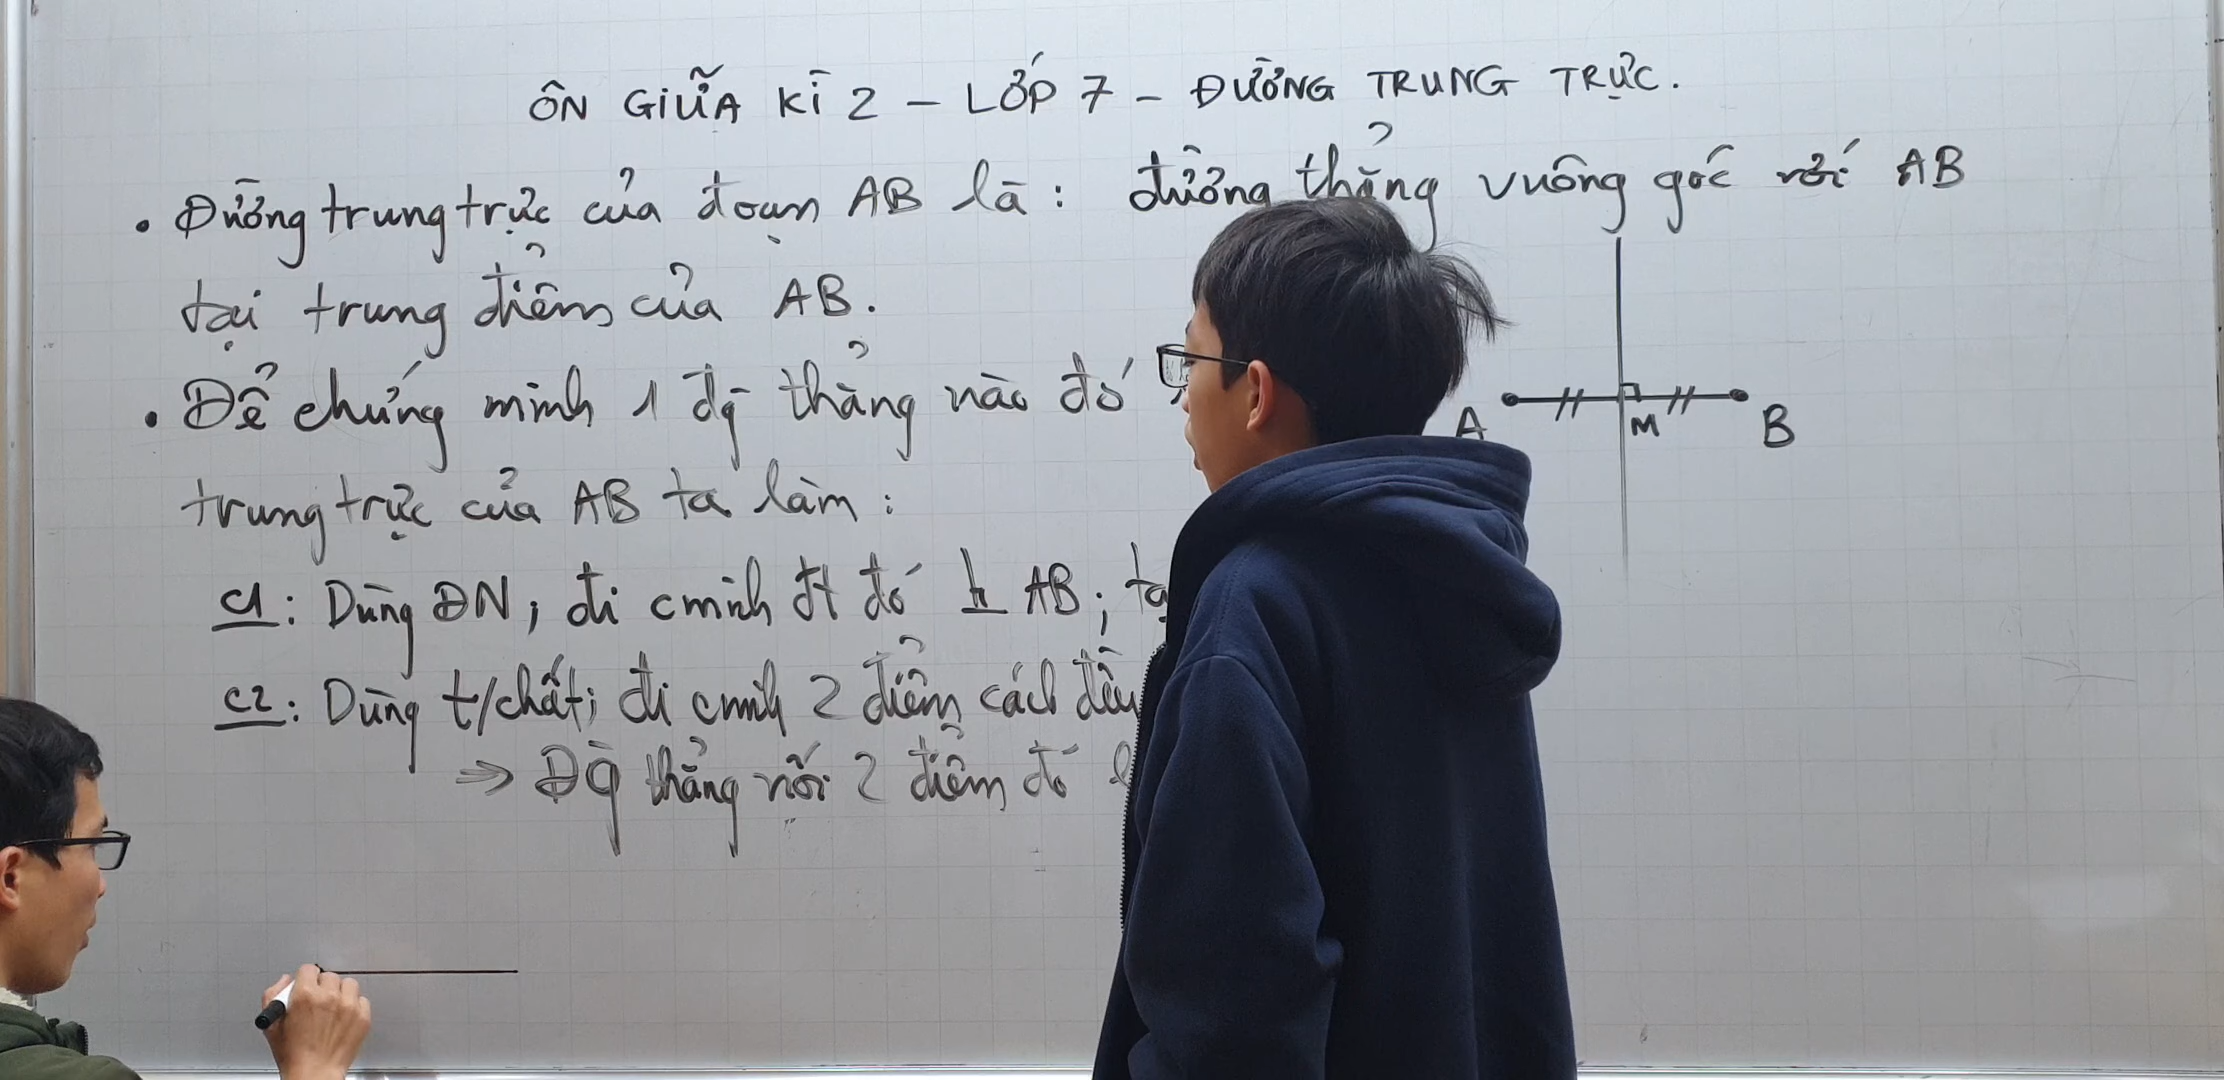 ÔN GIỮA KÌ 2 - LỚP 7 - ĐƯỜNG TRUNG TRỰC.
• Đường trung trực của đoạn AB là : đường thẳng vuông góc với AB
tại trung điểm của AB.
• Để chứng minh 1 đg thẳng nào đó
trung trực của AB ta làm :
C1: Dùng ĐN, đi cminh đt đó ⊥ AB; tại
C2: Dùng t/chất; đi cminh 2 điểm cách đều
⇒ Đg thẳng nối 2 điểm đó
A M B